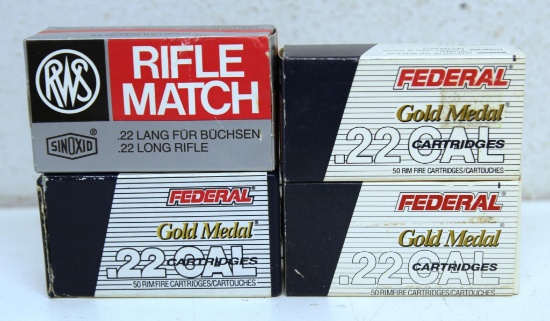 RWS
RIFLE
MATCH
SINOXID
.22 LANG FÜR BÜCHSEN
.22 LONG RIFLE
FEDERAL
Gold Medal®
.22 CAL
CARTRIDGES
50 RIM FIRE CARTRIDGES/CARTOUCHES
FEDERAL
Gold Medal®
.22 CAL
CARTRIDGES
50 RIMFIRE CARTRIDGES/CARTOUCHES
FEDERAL
Gold Medal®
.22 CAL
CARTRIDGES
50 RIM FIRE CARTRIDGES/CARTOUCHES